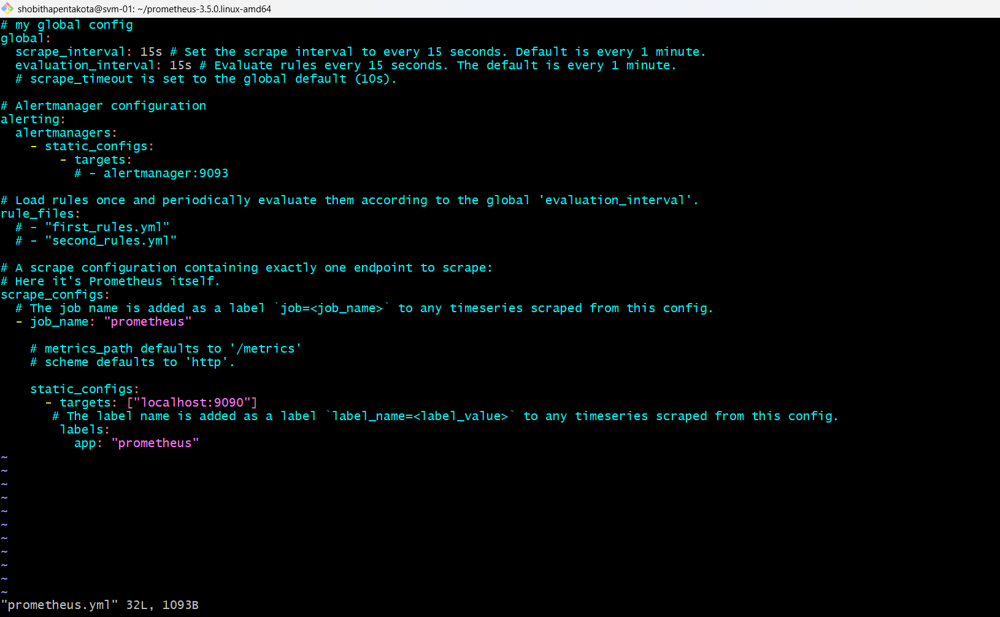 shobithapentakota@svm-01: ~/prometheus-3.5.0.linux-amd64
# my global config
global:
  scrape_interval: 15s # Set the scrape interval to every 15 seconds. Default is every 1 minute.
  evaluation_interval: 15s # Evaluate rules every 15 seconds. The default is every 1 minute.
  # scrape_timeout is set to the global default (10s).

# Alertmanager configuration
alerting:
  alertmanagers:
    - static_configs:
        - targets:
          # - alertmanager:9093

# Load rules once and periodically evaluate them according to the global 'evaluation_interval'.
rule_files:
  # - "first_rules.yml"
  # - "second_rules.yml"

# A scrape configuration containing exactly one endpoint to scrape:
# Here it's Prometheus itself.
scrape_configs:
  # The job name is added as a label `job=<job_name>` to any timeseries scraped from this config.
  - job_name: "prometheus"

    # metrics_path defaults to '/metrics'
    # scheme defaults to 'http'.

    static_configs:
      - targets: ["localhost:9090"]
       # The label name is added as a label `label_name=<label_value>` to any timeseries scraped from this config.
        labels:
          app: "prometheus"
~
~
~
~
~
~
~
~
~
~
~
"prometheus.yml" 32L, 1093B